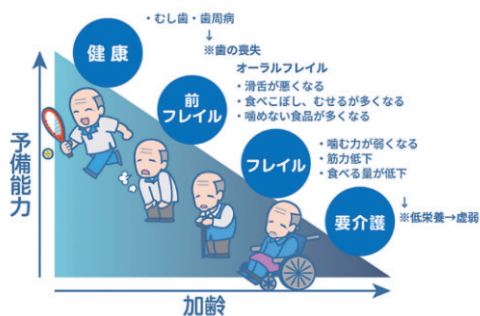 健康
・むし歯・歯周病
↓
※歯の喪失
前
フレイル
オーラルフレイル
・滑舌が悪くなる
・食べこぼし、むせるが多くなる
・噛めない食品が多くなる
フレイル
・噛む力が弱くなる
・筋力低下
・食べる量が低下
↓
※低栄養→虚弱
要介護
予備能力
加齢